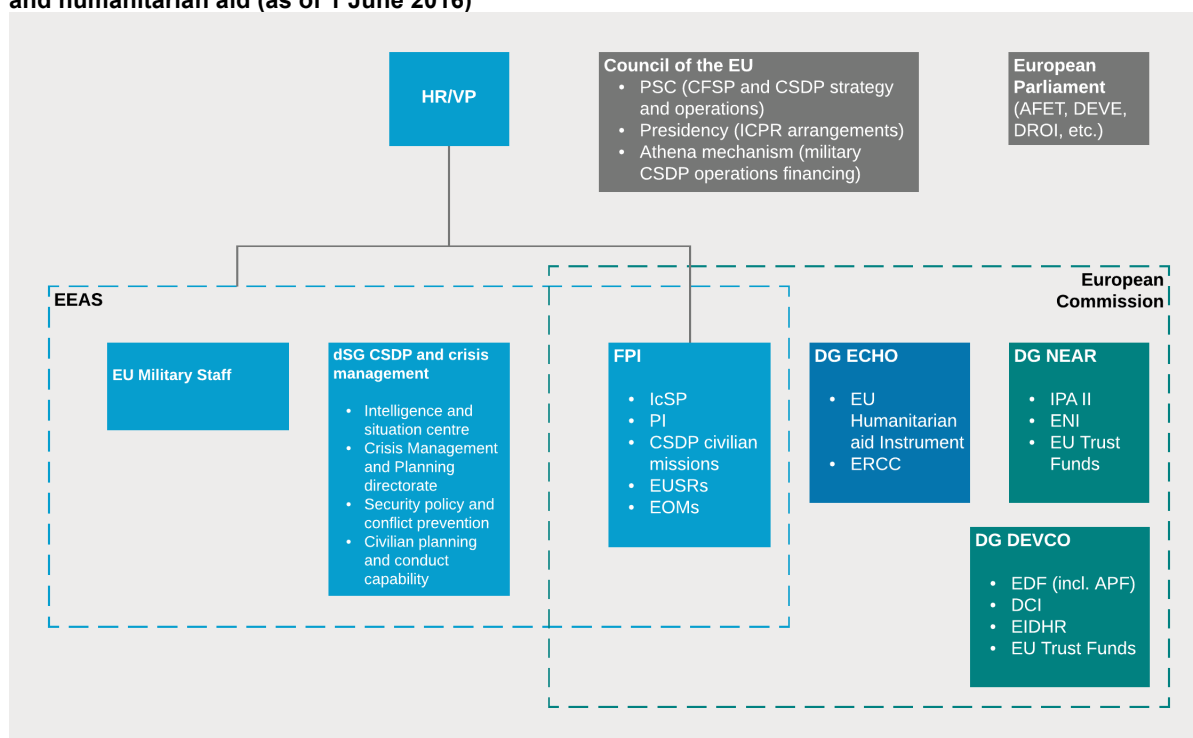 and humanitarian aid (as of 1 June 2016)
HR/VP
Council of the EU
• PSC (CFSP and CSDP strategy
and operations)
• Presidency (ICPR arrangements)
• Athena mechanism (military
CSDP operations financing)
European
Parliament
(AFET, DEVE,
DROI, etc.)
EEAS
European
Commission
EU Military Staff
dSG CSDP and crisis
management
• Intelligence and
situation centre
• Crisis Management
and Planning
directorate
• Security policy and
conflict prevention
• Civilian planning
and conduct
capability
FPI
• IcSP
• PI
• CSDP civilian
missions
• EUSRs
• EOMs
DG ECHO
• EU
Humanitarian
aid Instrument
• ERCC
DG NEAR
• IPA II
• ENI
• EU Trust
Funds
DG DEVCO
• EDF (incl. APF)
• DCI
• EIDHR
• EU Trust Funds